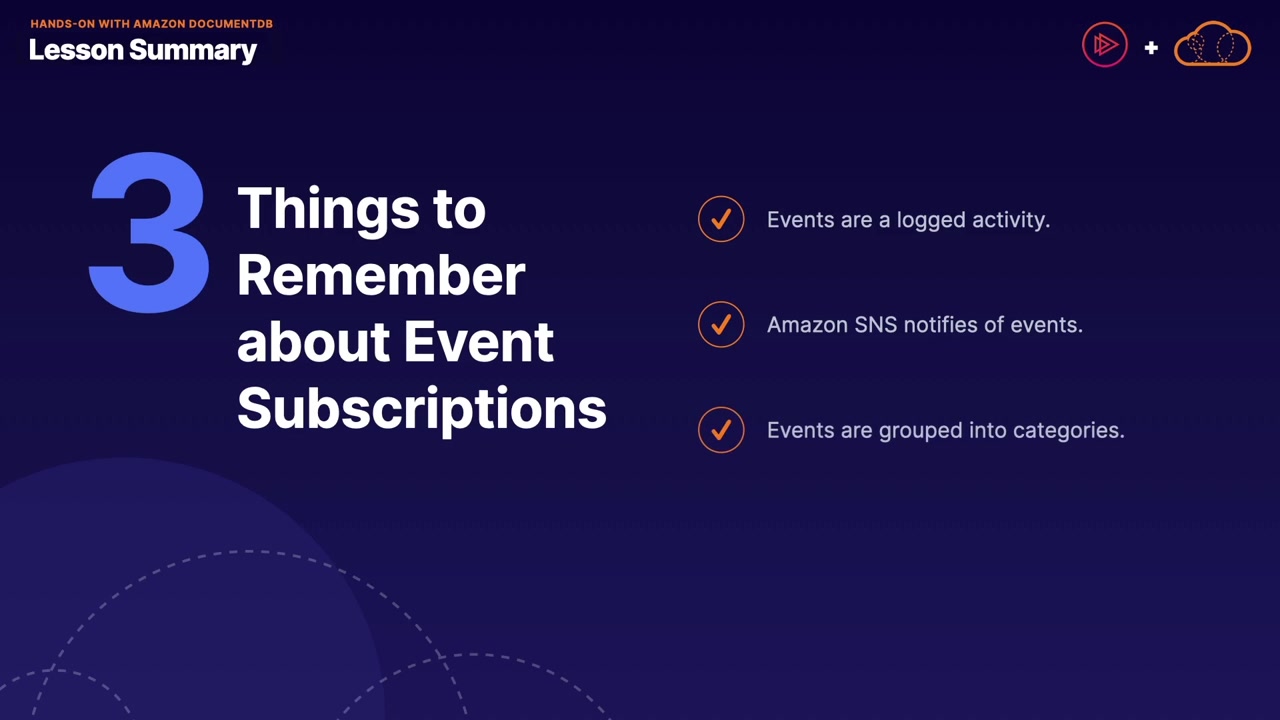 HANDS-ON WITH AMAZON DOCUMENTDB
Lesson Summary
+
3
Things to
Remember
about Event
Subscriptions
Events are a logged activity.
Amazon SNS notifies of events.
Events are grouped into categories.